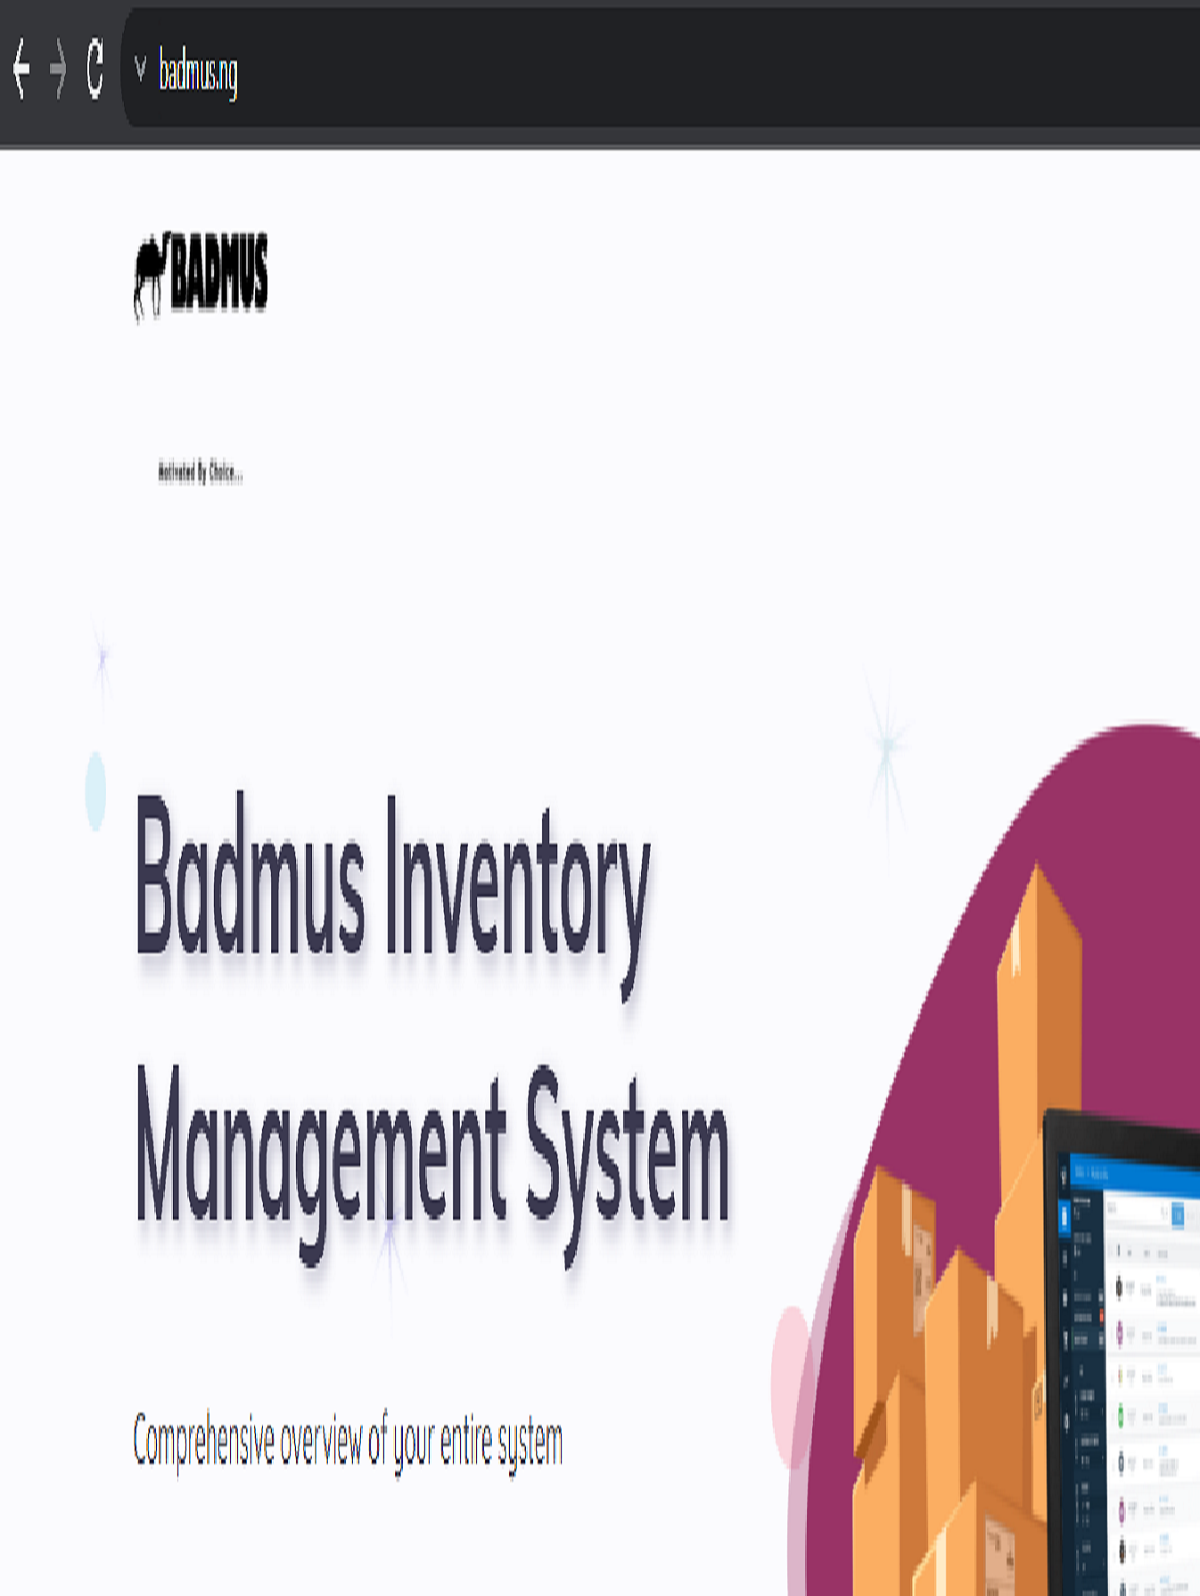 badmus.ng
BADMUS
Motivated By Choice...
Badmus Inventory
Management System
Comprehensive overview of your entire system